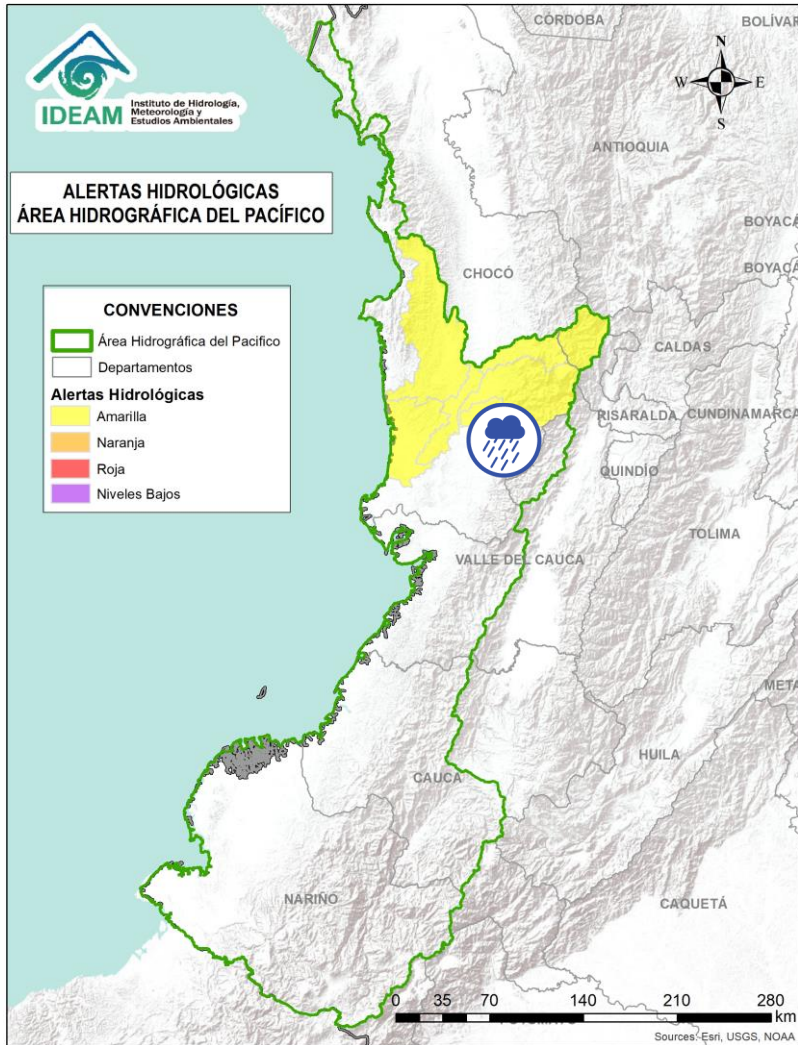 CÓRDOBA
BOLÍVAR
N
W E
S
IDEAM
Instituto de Hidrología,
Meteorología y
Estudios Ambientales
ANTIOQUIA
ALERTAS HIDROLÓGICAS
ÁREA HIDROGRÁFICA DEL PACÍFICO
BOYACÁ
BOYACÁ
CHOCÓ
CONVENCIONES
Área Hidrográfica del Pacifico
Departamentos
Alertas Hidrológicas
Amarilla
Naranja
Roja
Niveles Bajos
CALDAS
RISARALDA
CUNDINAMARCA
QUINDÍO
TOLIMA
VALLE DEL CAUCA
META
HUILA
CAUCA
NARIÑO
CAQUETÁ
0 35 70 140 210 280
km
Sources: Esri, USGS, NOAA